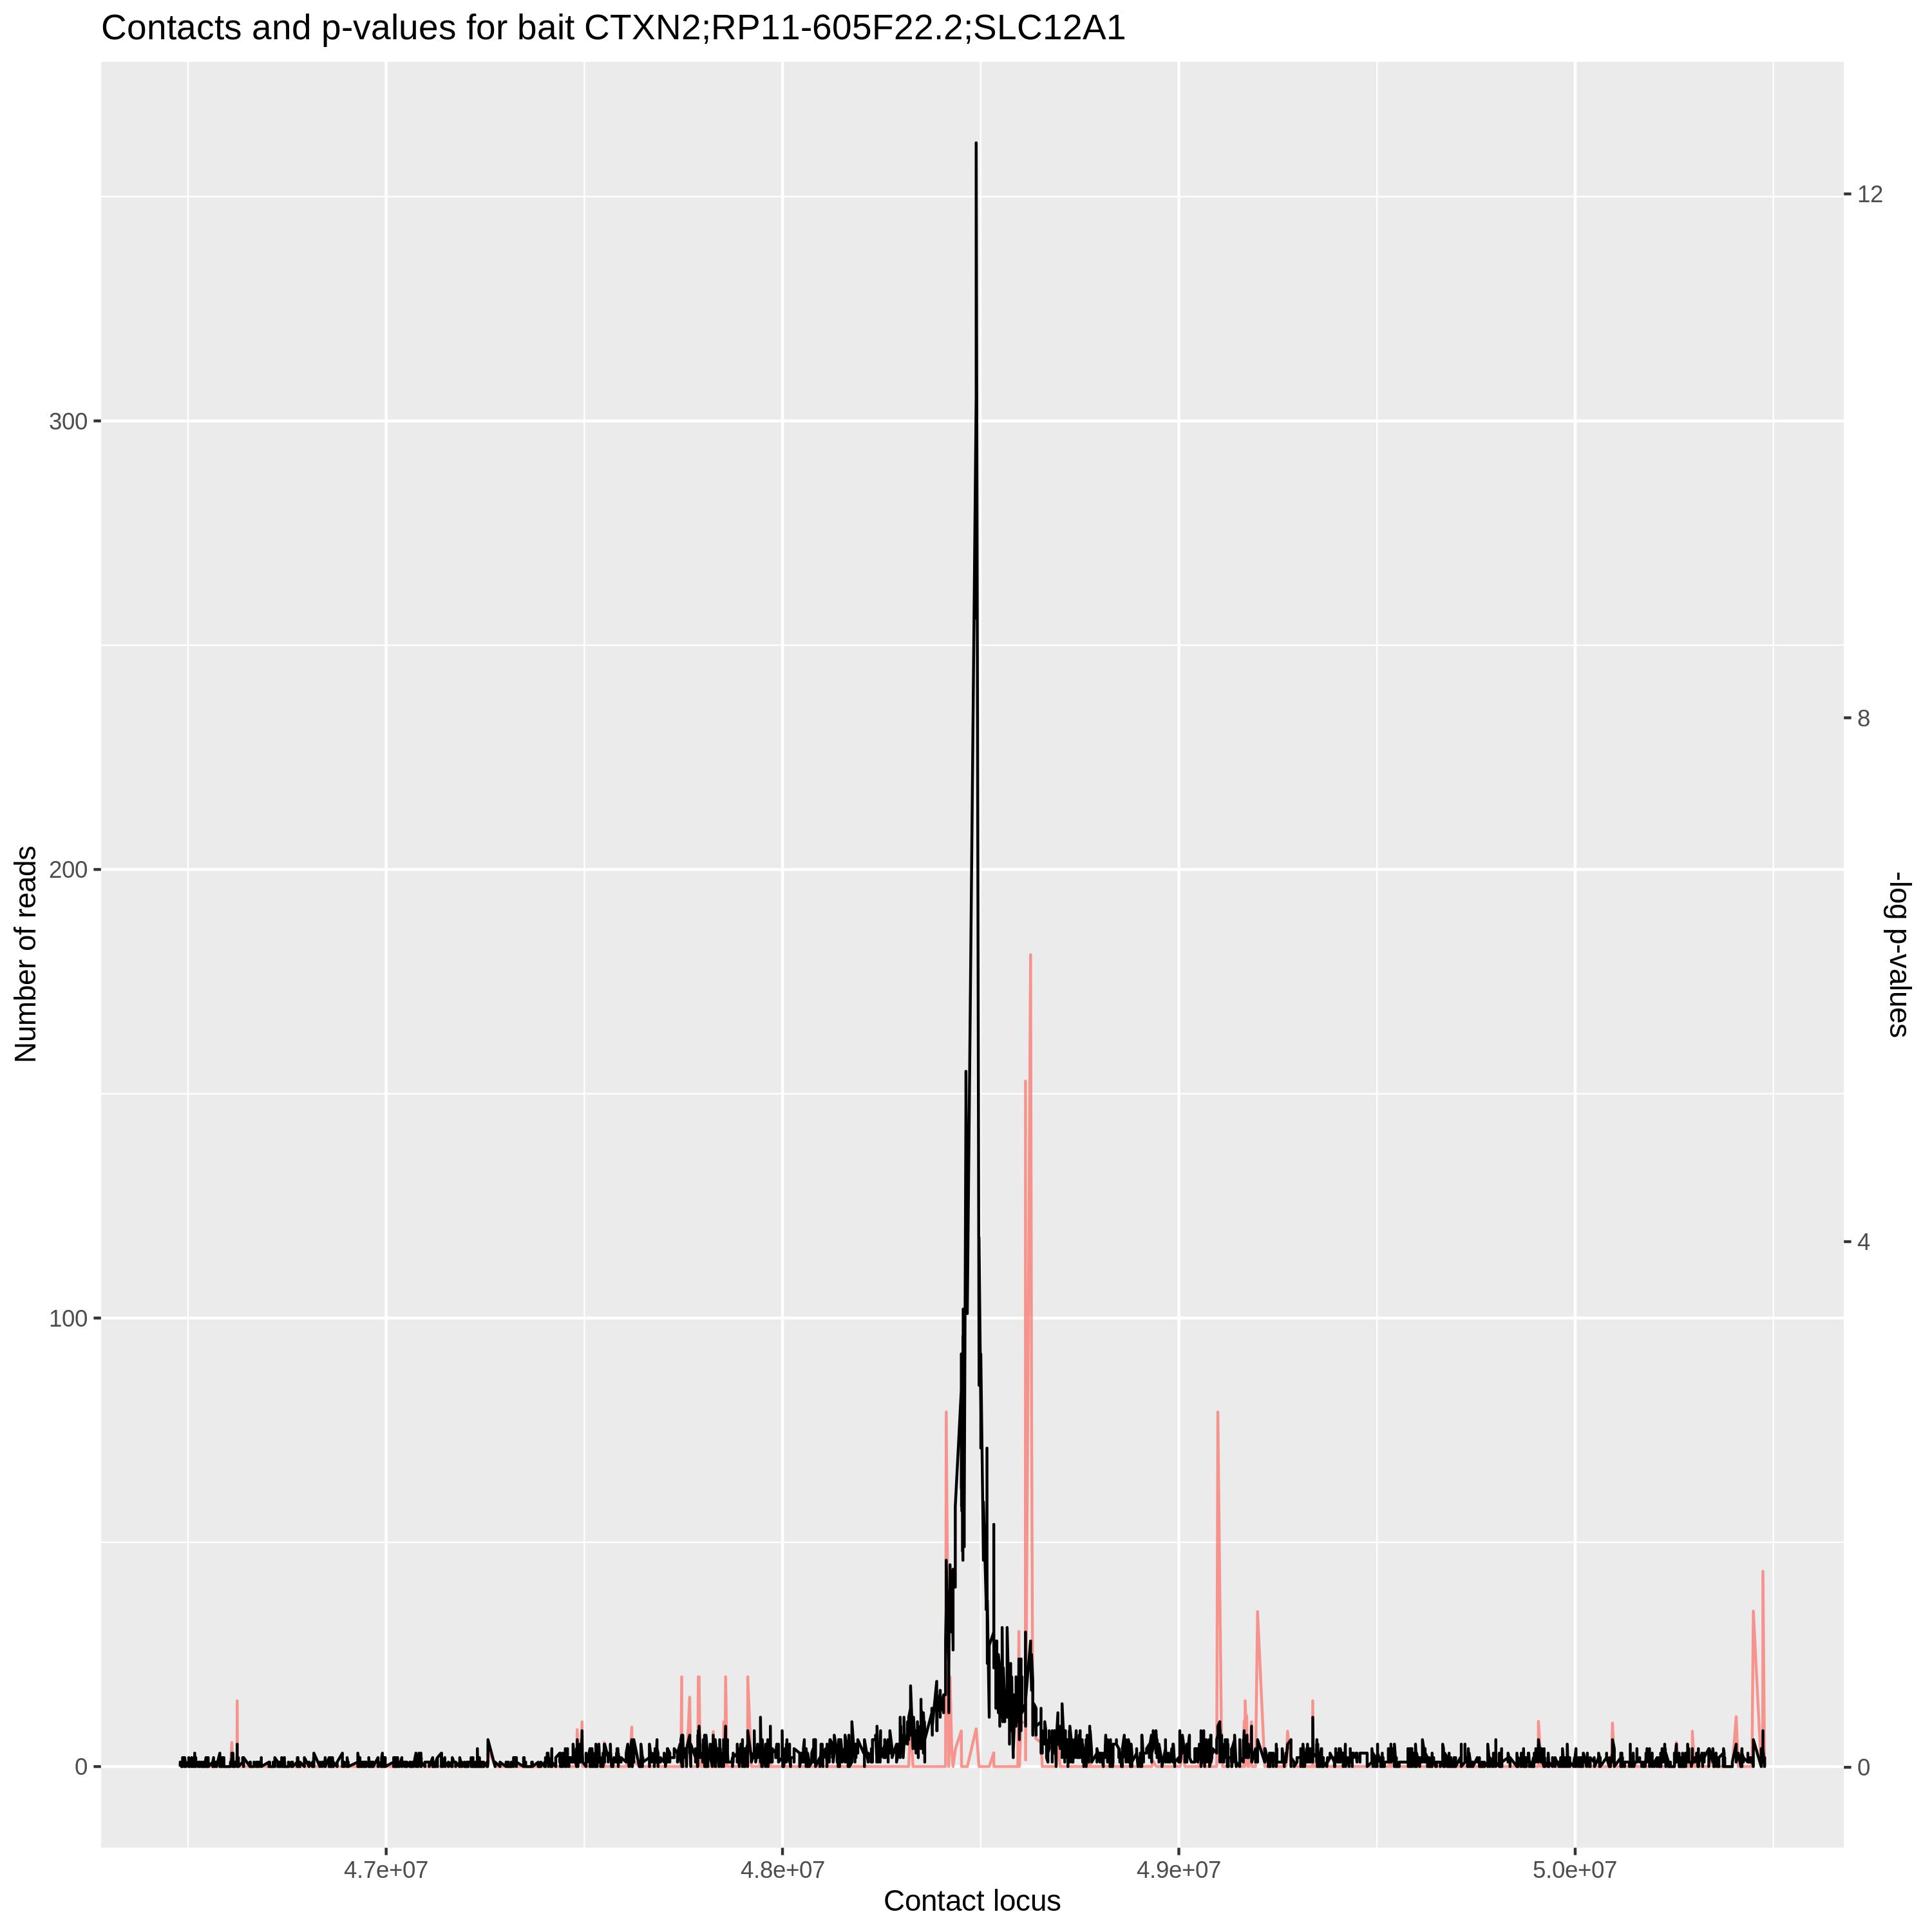 Contacts and p-values for bait CTXN2;RP11-605F22.2;SLC12A1
Number of reads
300
200
100
0
12
8
4
0
-log p-values
4.7e+07 4.8e+07 4.9e+07 5.0e+07
Contact locus